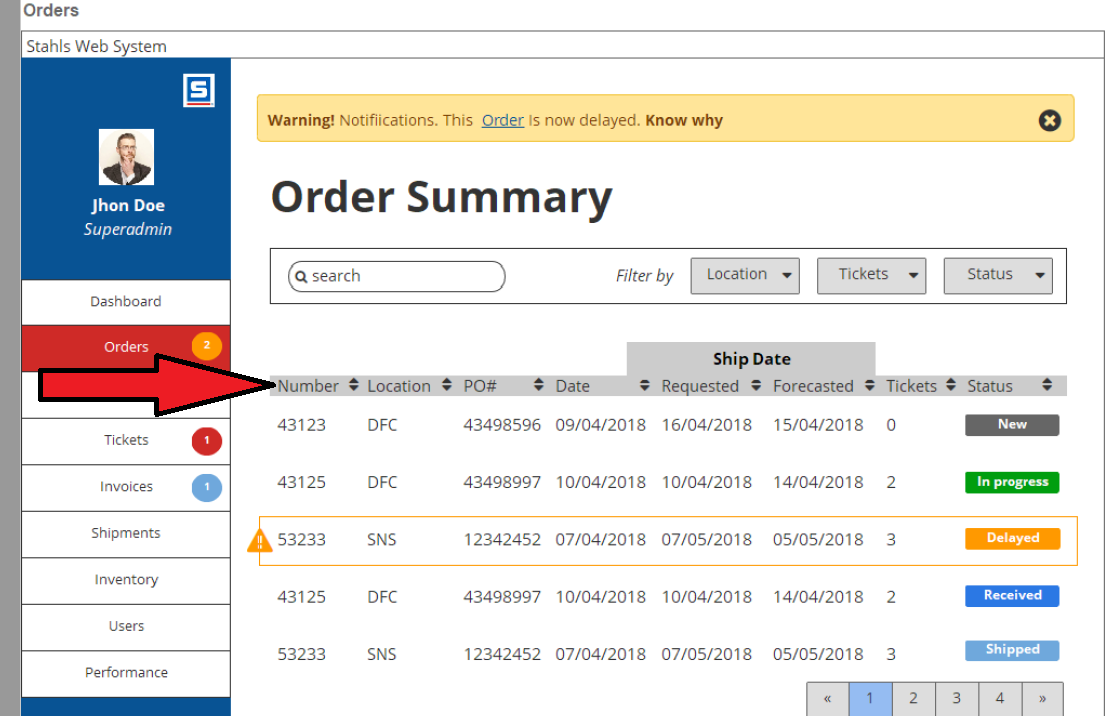 Orders
Stahls Web System
S
Warning! Notifiications. This Order Is now delayed. Know why
Jhon Doe
Superadmin
Order Summary
search
Filter by Location Tickets Status
Dashboard
Orders 2
Tickets 1
Invoices 1
Shipments
Inventory
Users
Performance
Ship Date
Number Location PO# Date Requested Forecasted Tickets Status
43123 DFC 43498596 09/04/2018 16/04/2018 15/04/2018 0 New
43125 DFC 43498997 10/04/2018 10/04/2018 14/04/2018 2 In progress
53233 SNS 12342452 07/04/2018 07/05/2018 05/05/2018 3 Delayed
43125 DFC 43498997 10/04/2018 10/04/2018 14/04/2018 2 Received
53233 SNS 12342452 07/04/2018 07/05/2018 05/05/2018 3 Shipped
« 1 2 3 4 »